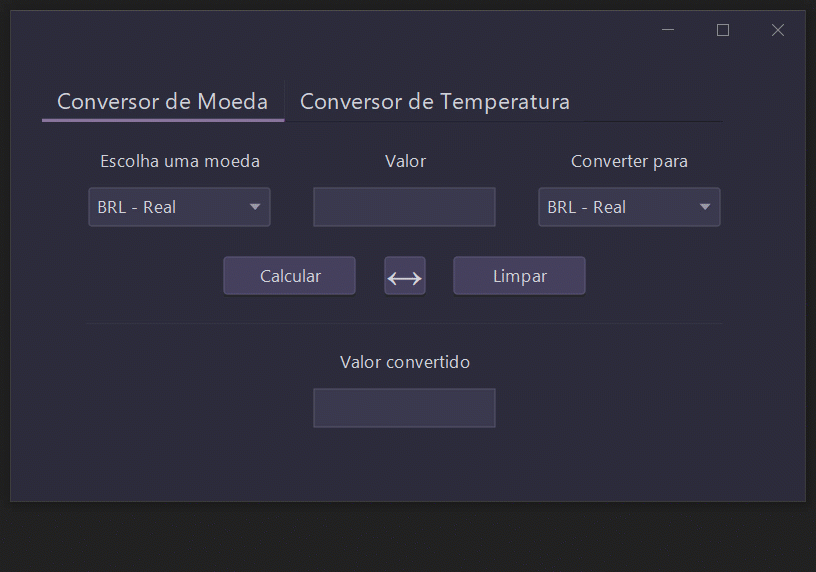 Conversor de Moeda Conversor de Temperatura
Escolha uma moeda Valor Converter para
BRL - Real BRL - Real
Calcular ↔ Limpar
Valor convertido